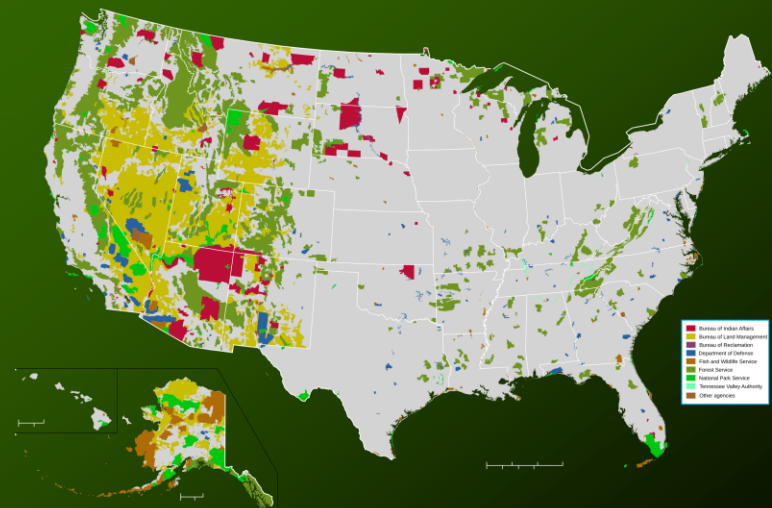 Bureau of Indian Affairs
Bureau of Land Management
Bureau of Reclamation
Department of Defense
Fish and Wildlife Service
Forest Service
National Park Service
Tennessee Valley Authority
Other agencies